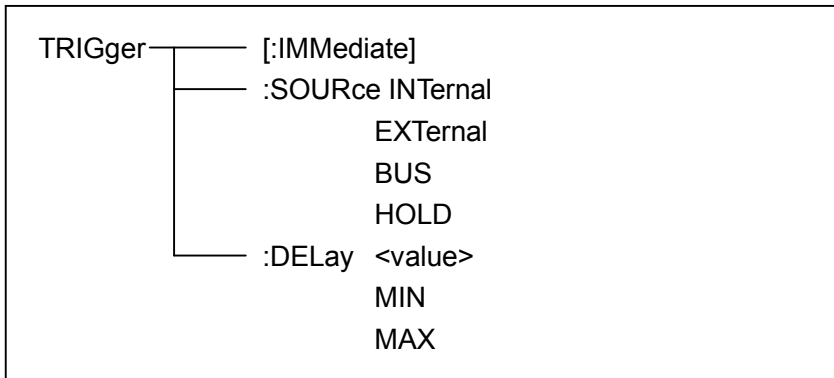 TRIGger [:IMMediate]
:SOURce INTernal
EXTernal
BUS
HOLD
:DELay <value>
MIN
MAX